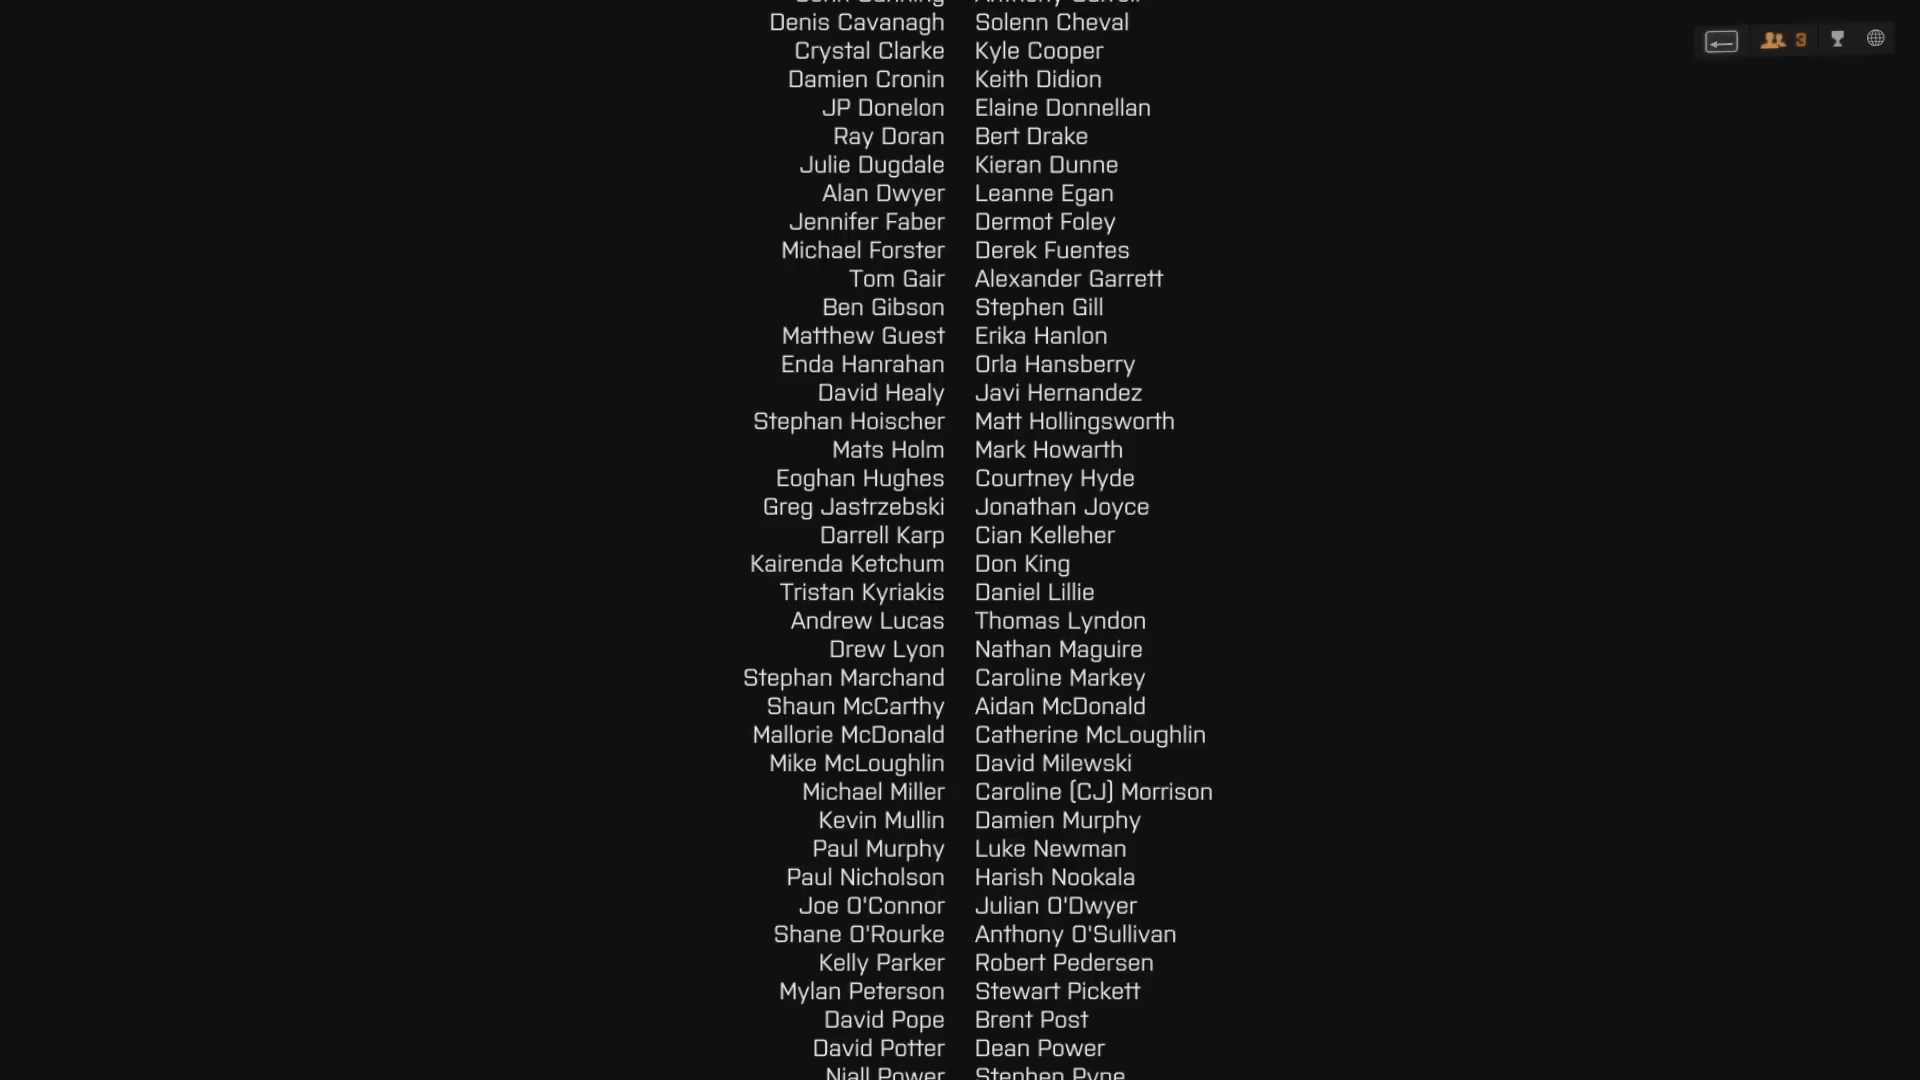 Denis Cavanagh Solenn Cheval
3
Crystal Clarke Kyle Cooper
Damien Cronin Keith Didion
JP Donelon Elaine Donnellan
Ray Doran Bert Drake
Julie Dugdale Kieran Dunne
Alan Dwyer Leanne Egan
Jennifer Faber Dermot Foley
Michael Forster Derek Fuentes
Tom Gair Alexander Garrett
Ben Gibson Stephen Gill
Matthew Guest Erika Hanlon
Enda Hanrahan Orla Hansberry
David Healy Javi Hernandez
Stephan Hoischer Matt Hollingsworth
Mats Holm Mark Howarth
Eoghan Hughes Courtney Hyde
Greg Jastrzebski Jonathan Joyce
Darrell Karp Cian Kelleher
Kairenda Ketchum Don King
Tristan Kyriakis Daniel Lillie
Andrew Lucas Thomas Lyndon
Drew Lyon Nathan Maguire
Stephan Marchand Caroline Markey
Shaun McCarthy Aidan McDonald
Mallorie McDonald Catherine McLoughlin
Mike McLoughlin David Milewski
Michael Miller Caroline (CJ) Morrison
Kevin Mullin Damien Murphy
Paul Murphy Luke Newman
Paul Nicholson Harish Nookala
Joe O'Connor Julian O'Dwyer
Shane O'Rourke Anthony O'Sullivan
Kelly Parker Robert Pedersen
Mylan Peterson Stewart Pickett
David Pope Brent Post
David Potter Dean Power
Niall Power Stephen Pyne